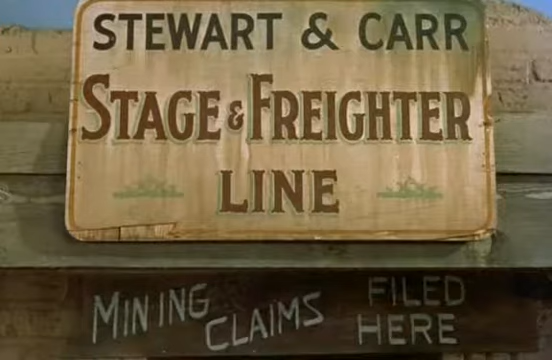 STEWART & CARR
STAGE & FREIGHTER
LINE
MINING CLAIMS FILED HERE